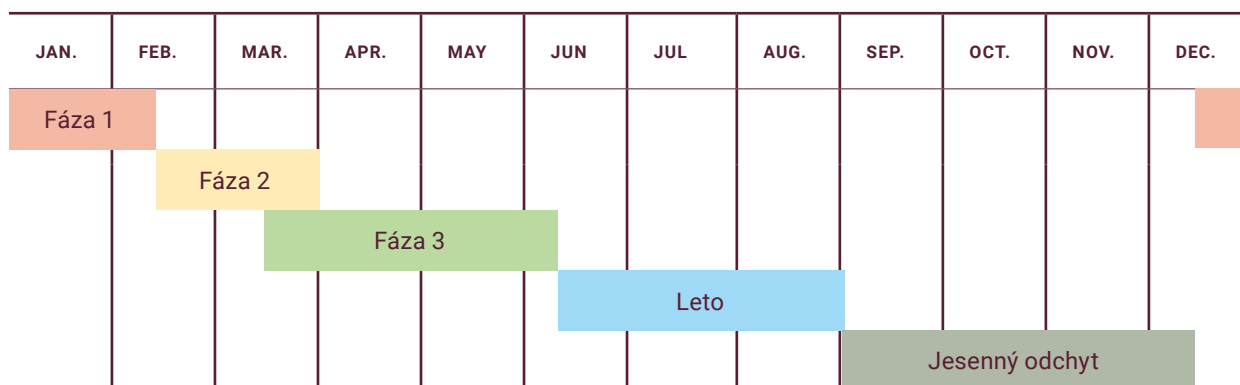 JAN. FEB. MAR. APR. MAY JUN JUL AUG. SEP. OCT. NOV. DEC.
Fáza 1
Fáza 2
Fáza 3
Leto
Jesenný odchyt